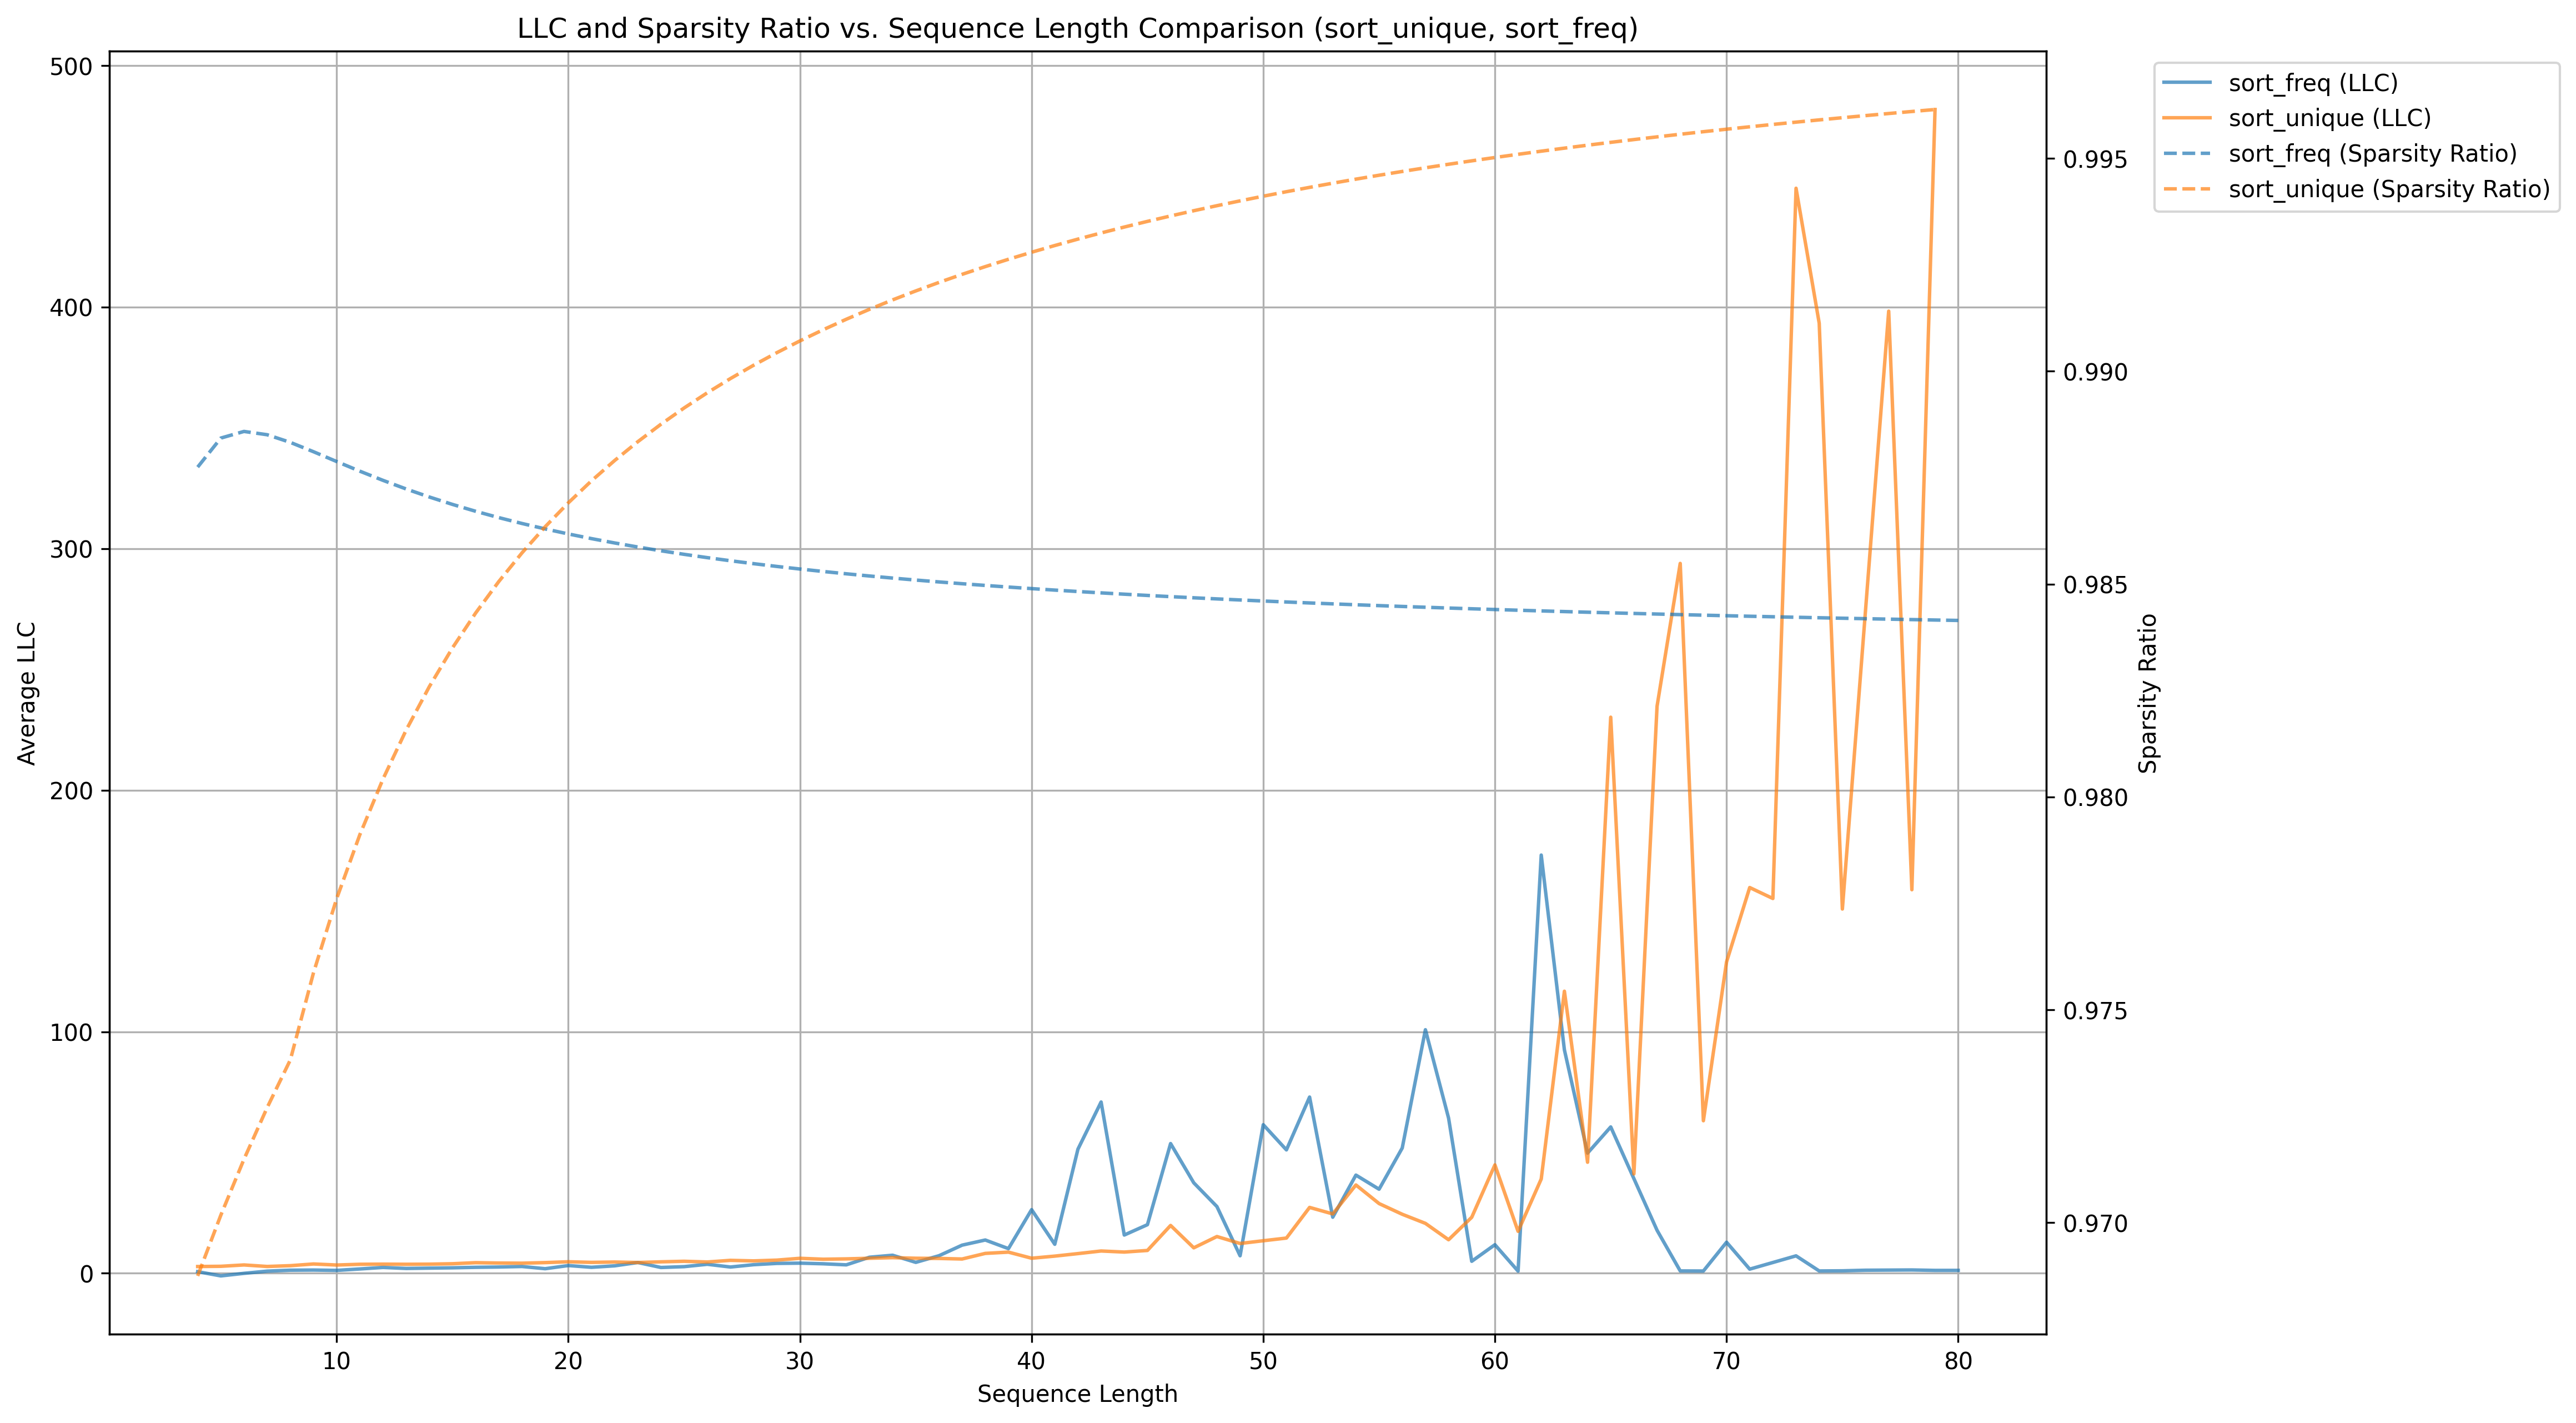 LLC and Sparsity Ratio vs. Sequence Length Comparison (sort_unique, sort_freq)
500
400
300
200
100
0
Average LLC
10 20 30 40 50 60 70 80
Sequence Length
0.995
0.990
0.985
0.980
0.975
0.970
Sparsity Ratio
sort_freq (LLC)
sort_unique (LLC)
sort_freq (Sparsity Ratio)
sort_unique (Sparsity Ratio)